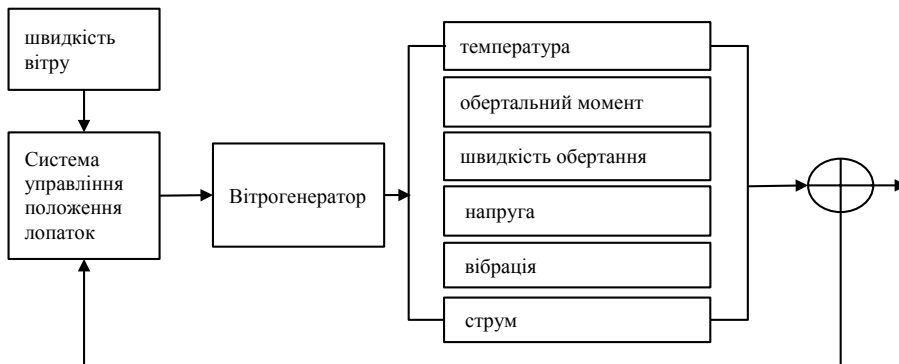 швидкість
вітру
Система
управління
положення
лопаток
Вітрогенератор
температура
обертальний момент
швидкість обертання
напруга
вібрація
струм